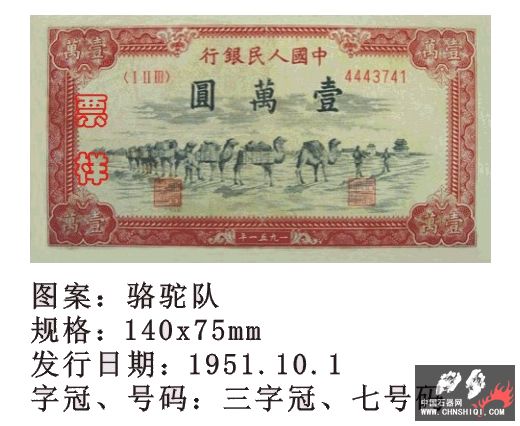 壹萬 壹萬
行銀民人國中
(ⅠⅡⅢ) 4443741
圓萬壹
票样
壹萬 壹萬
年一五九一
图案：骆驼队
规格：140x75mm
发行日期：1951.10.1
字冠、号码：三字冠、七号码
中国石器网
WWW.CHNSHIQI.COM